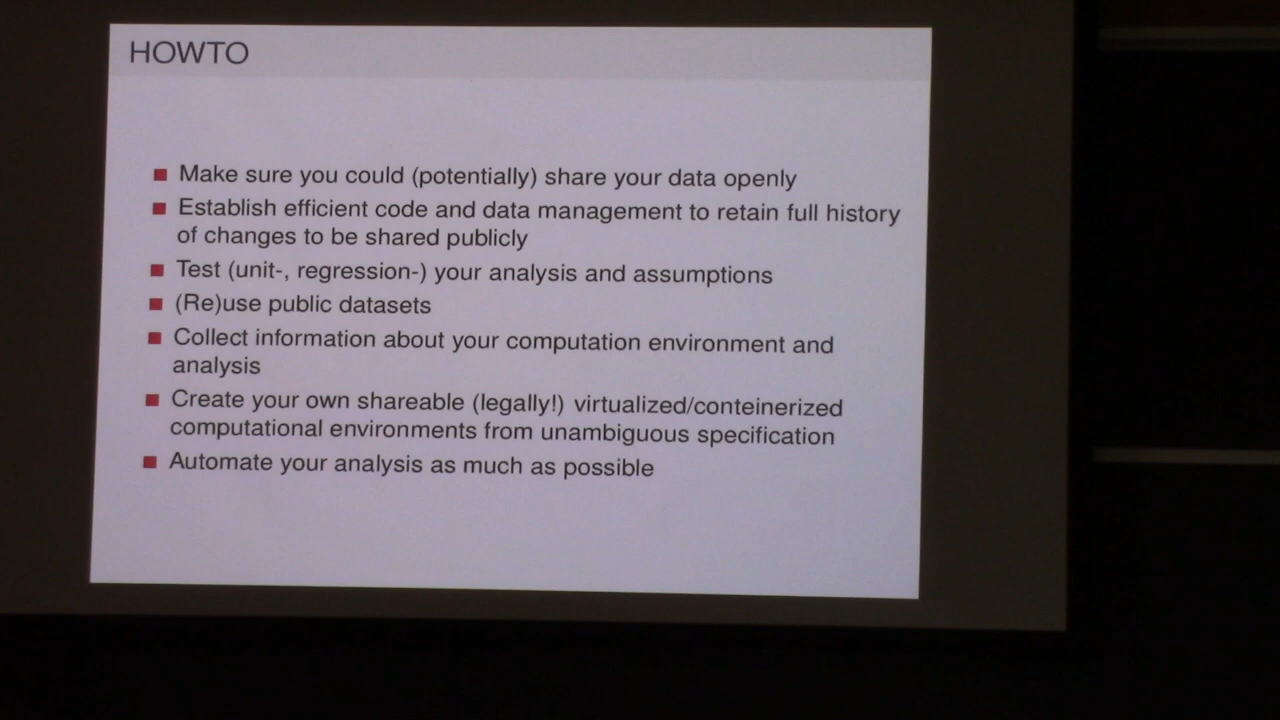 HOWTO
Make sure you could (potentially) share your data openly
Establish efficient code and data management to retain full history
of changes to be shared publicly
Test (unit-, regression-) your analysis and assumptions
(Re)use public datasets
Collect information about your computation environment and
analysis
Create your own shareable (legally!) virtualized/conteinerized
computational environments from unambiguous specification
Automate your analysis as much as possible